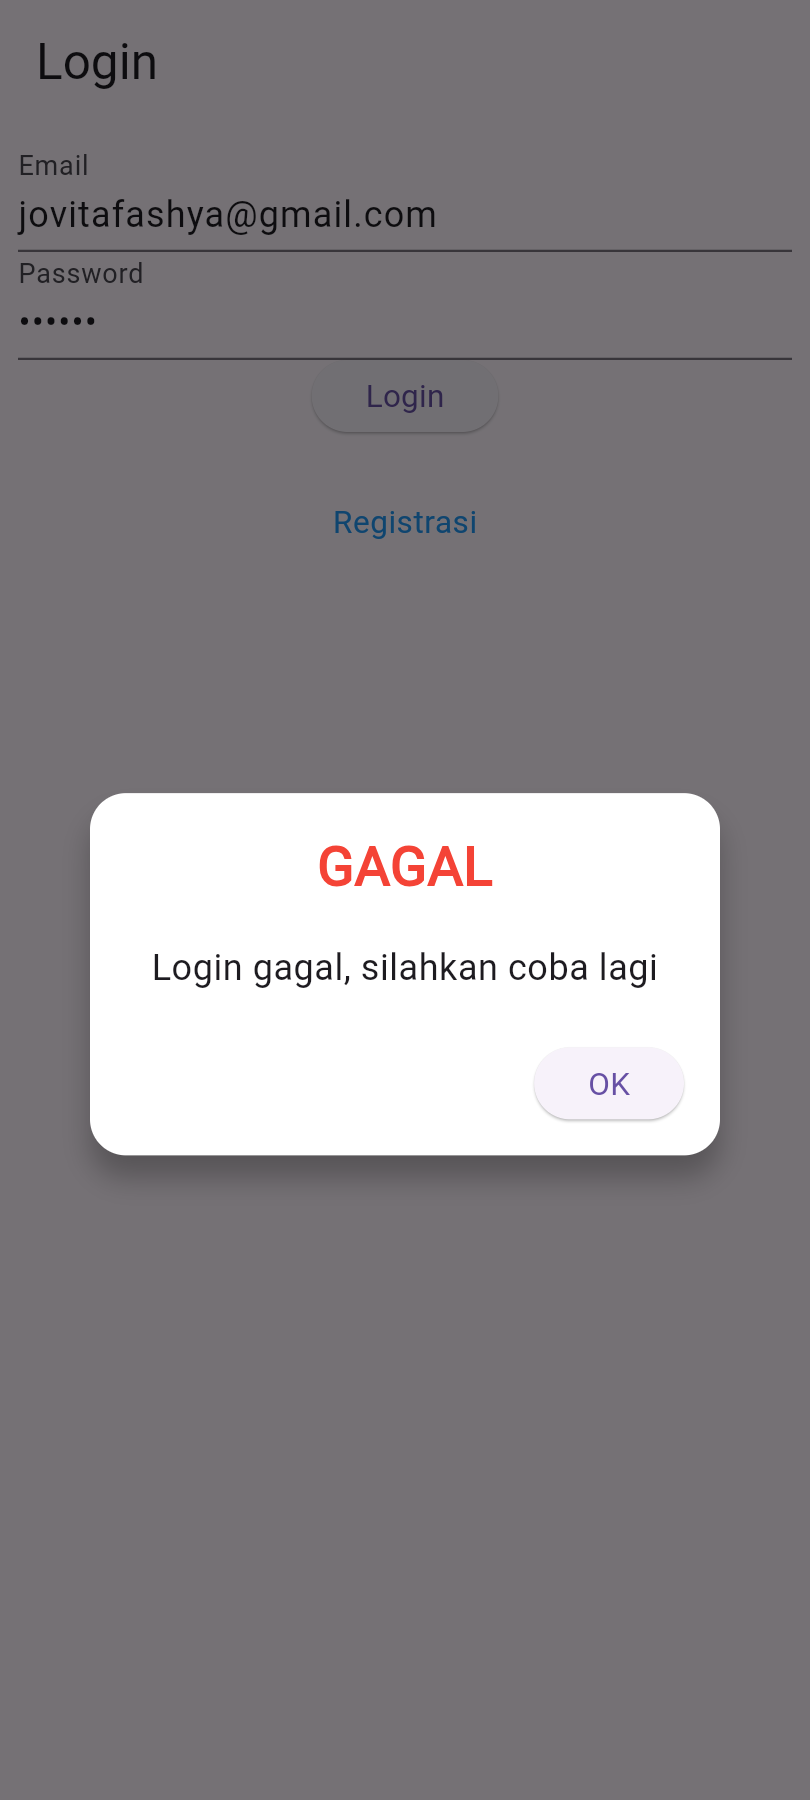 Login
Email
jovitafashya@gmail.com
Password
••••••
Login
Registrasi
GAGAL
Login gagal, silahkan coba lagi
OK